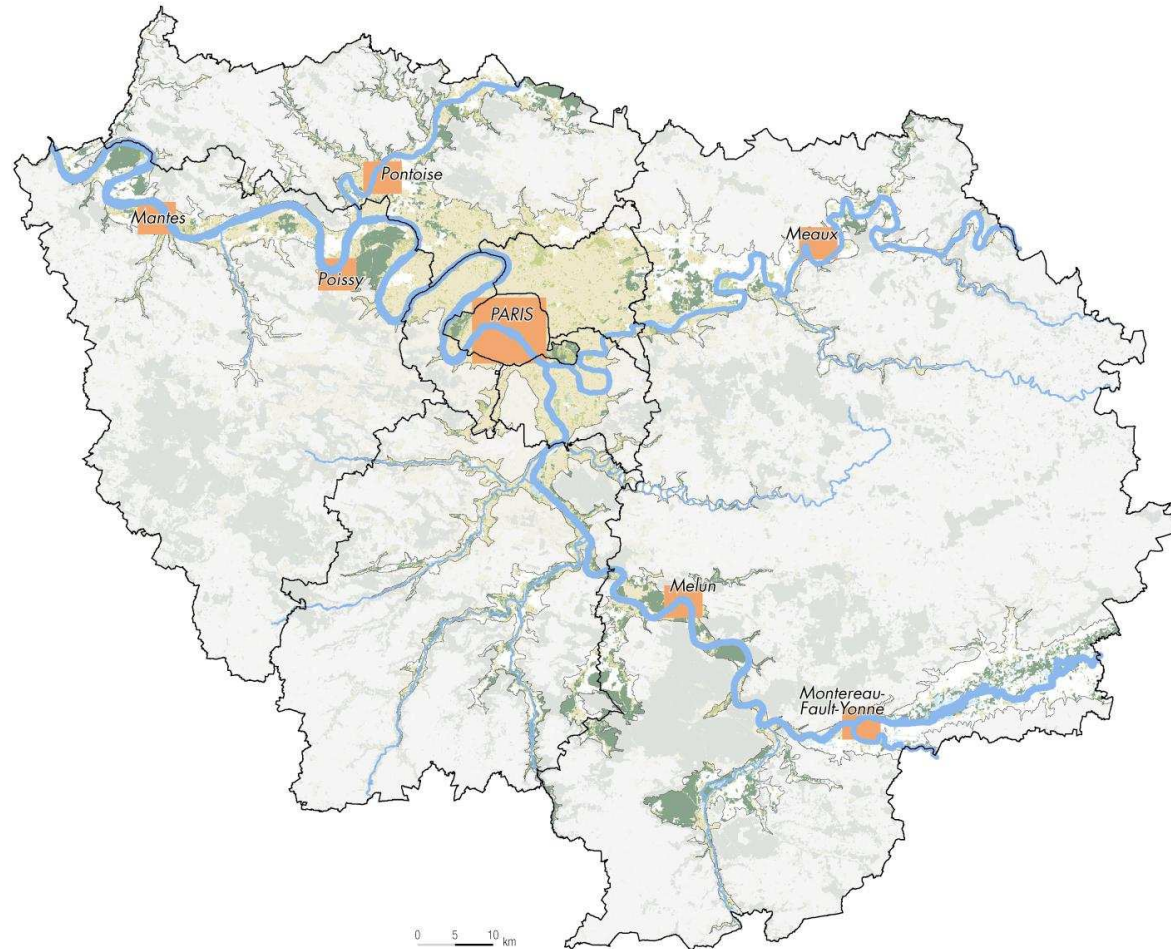 Pontoise
Mantes
Meaux
Poissy
PARIS
Melun
Montereau-
Fault-Yonne
0 5 10
km